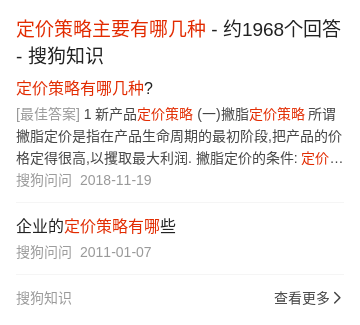 定价策略主要有哪几种 - 约1968个回答
- 搜狗知识
定价策略有哪几种?
[最佳答案] 1 新产品定价策略 (一)撇脂定价策略 所谓
撇脂定价是指在产品生命周期的最初阶段,把产品的价
格定得很高,以攫取最大利润. 撇脂定价的条件: 定价…
搜狗问问 2018-11-19
企业的定价策略有哪些
搜狗问问 2011-01-07
搜狗知识 查看更多